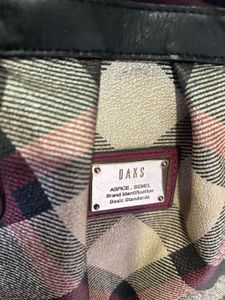 DAKS
ASPICE . SEMEL
Brand Identification
Basic Standards